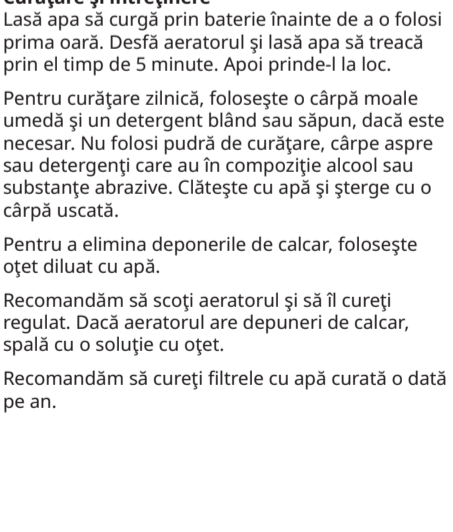 Curăţare şi întreţinere
Lasă apa să curgă prin baterie înainte de a o folosi
prima oară. Desfă aeratorul şi lasă apa să treacă
prin el timp de 5 minute. Apoi prinde-l la loc.
Pentru curăţare zilnică, foloseşte o cârpă moale
umedă şi un detergent blând sau săpun, dacă este
necesar. Nu folosi pudră de curăţare, cârpe aspre
sau detergenţi care au în compoziţie alcool sau
substanţe abrazive. Clăteşte cu apă şi şterge cu o
cârpă uscată.
Pentru a elimina deponerile de calcar, foloseşte
oţet diluat cu apă.
Recomandăm să scoţi aeratorul şi să îl cureţi
regulat. Dacă aeratorul are depuneri de calcar,
spală cu o soluţie cu oţet.
Recomandăm să cureţi filtrele cu apă curată o dată
pe an.